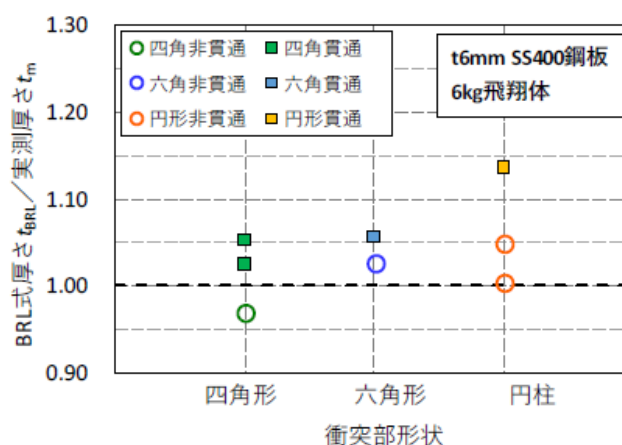 1.30
1.20
1.10
1.00
0.90
BRL式厚さtBRL／実測厚さtm
四角非貫通 四角貫通
六角非貫通 六角貫通
円形非貫通 円形貫通
t6mm SS400鋼板
6kg飛翔体
四角形 六角形 円柱
衝突部形状